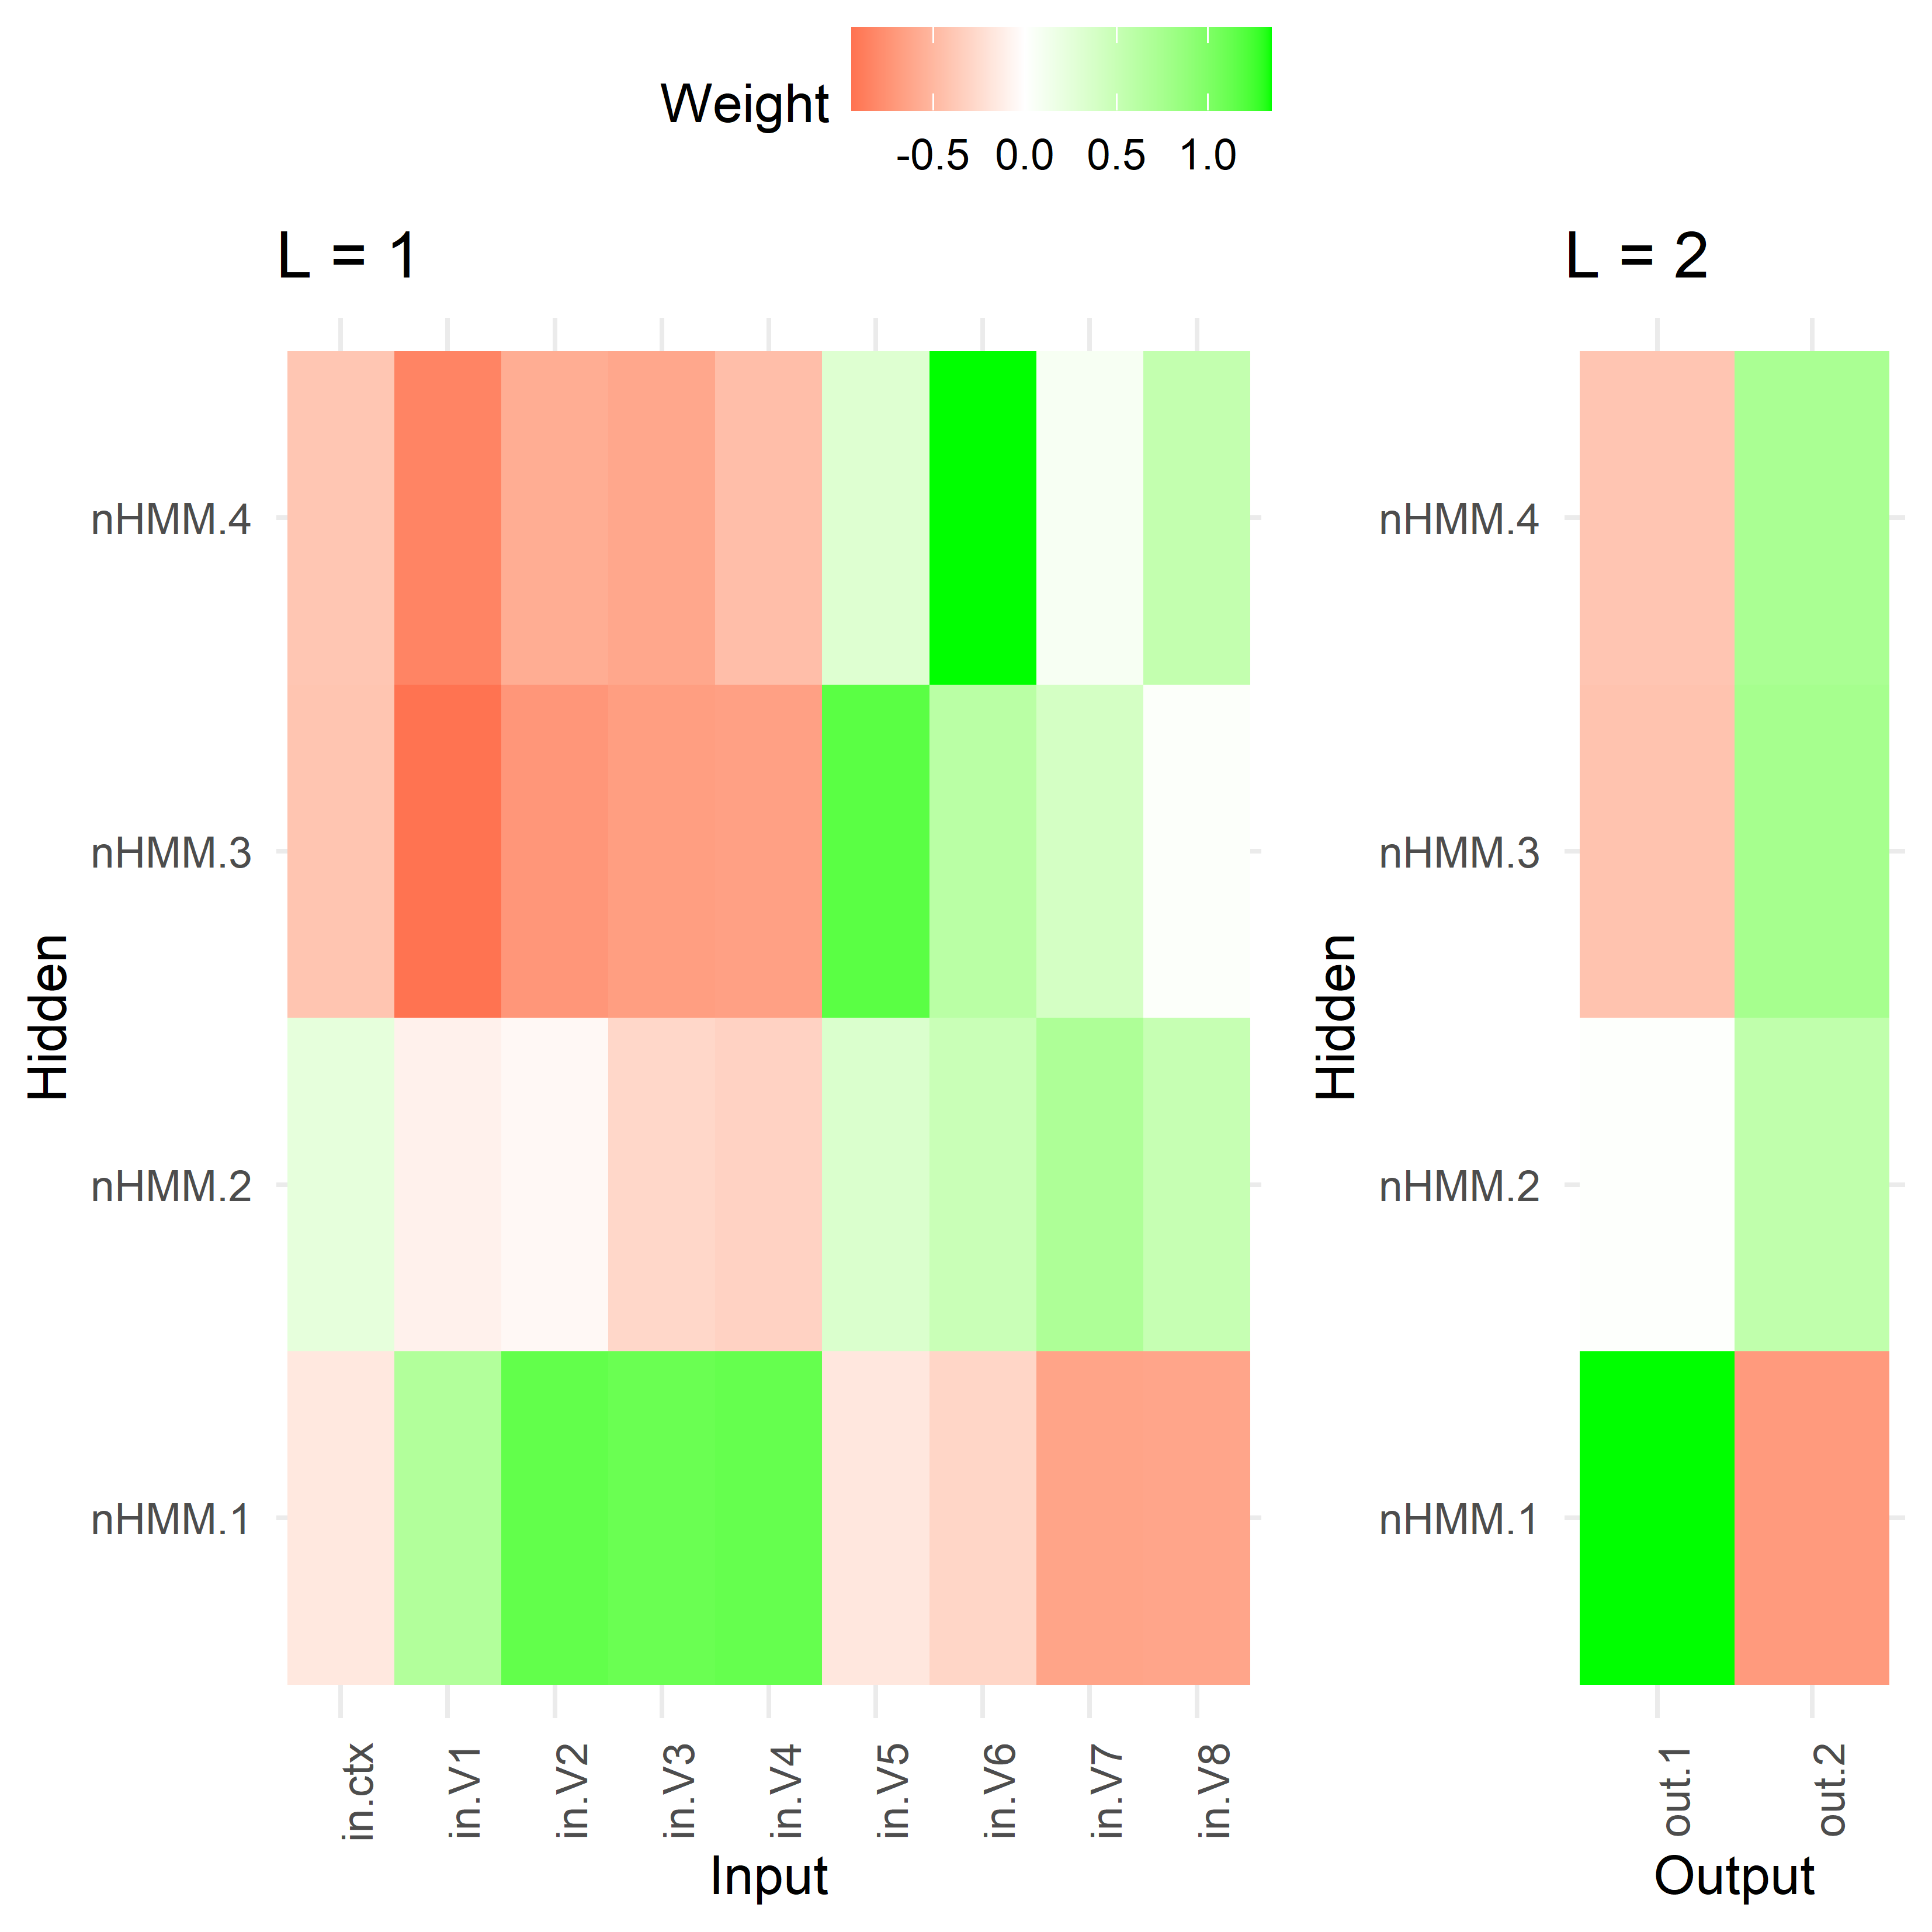 Weight
-0.5 0.0 0.5 1.0
L = 1
L = 2
Hidden
nHMM.4
nHMM.3
nHMM.2
nHMM.1
in.ctx
in.V1
in.V2
in.V3
in.V4
in.V5
in.V6
in.V7
in.V8
Input
Hidden
nHMM.4
nHMM.3
nHMM.2
nHMM.1
out.1
out.2
Output